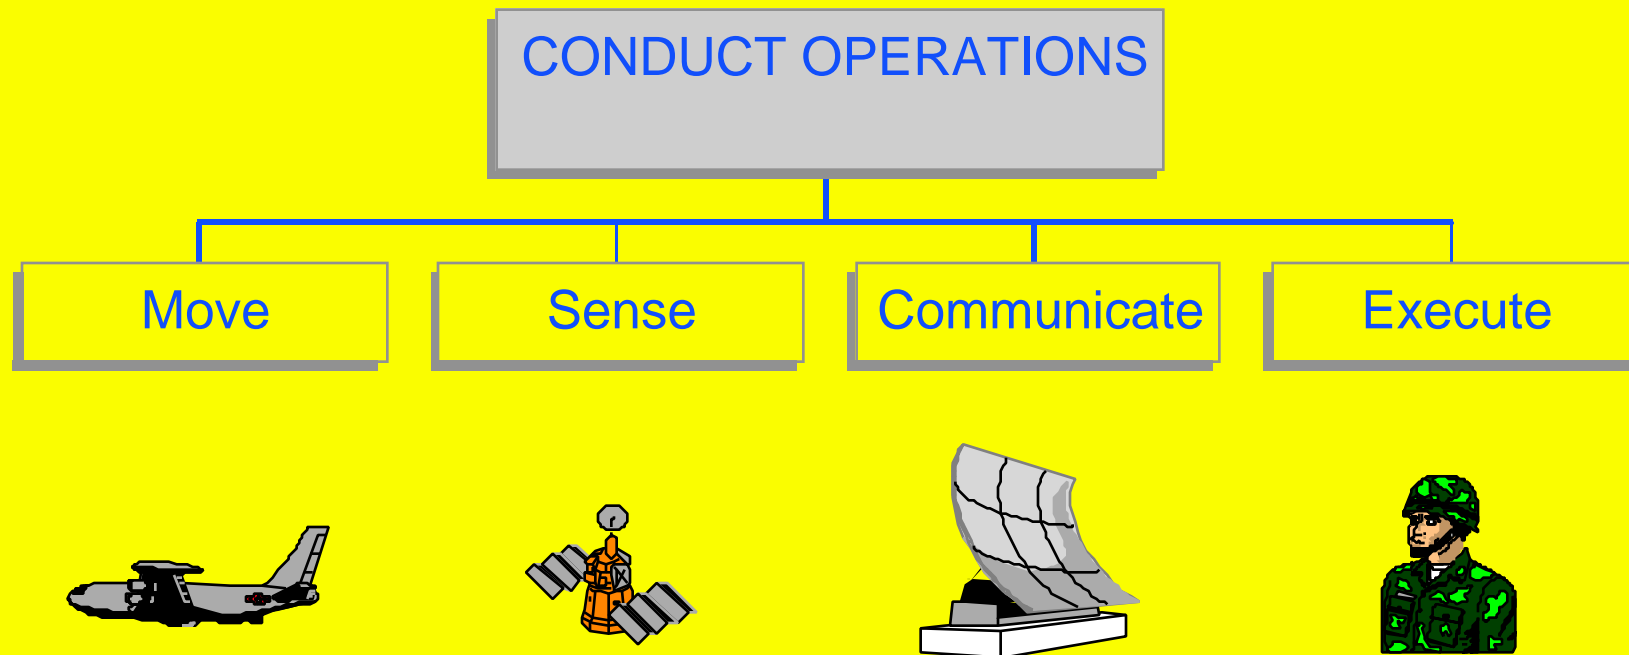 CONDUCT OPERATIONS
Move
Sense
Communicate
Execute